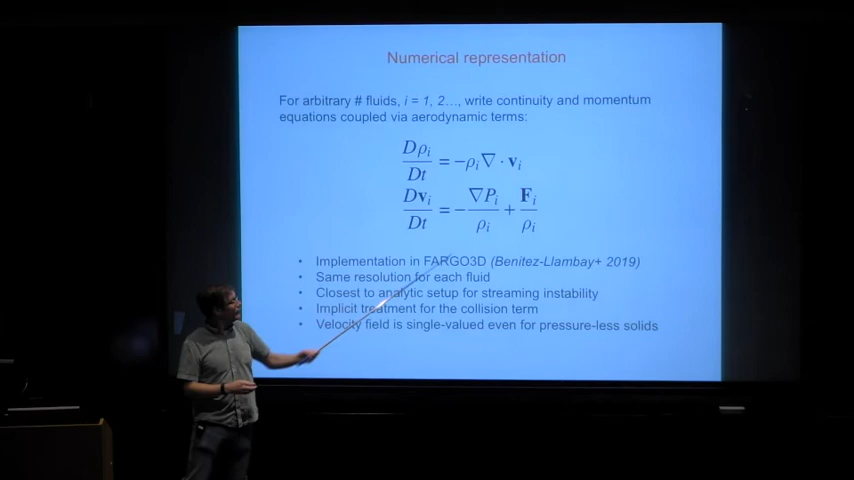 Numerical representation
For arbitrary # fluids, i = 1, 2…, write continuity and momentum
equations coupled via aerodynamic terms:
Dρᵢ/Dt = −ρᵢ∇ · vᵢ
Dvᵢ/Dt = −∇Pᵢ/ρᵢ + Fᵢ/ρᵢ
• Implementation in FARGO3D (Benitez-Llambay+ 2019)
• Same resolution for each fluid
• Closest to analytic setup for streaming instability
• Implicit treatment for the collision term
• Velocity field is single-valued even for pressure-less solids